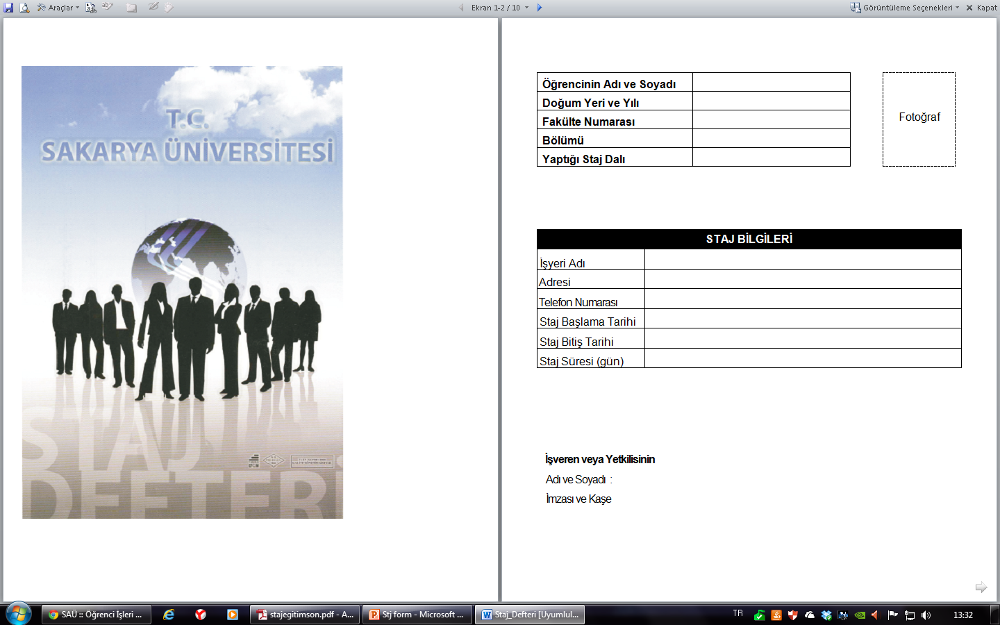 Araçlar
Ekran 1-2 / 10
Görüntüleme Seçenekleri
Kapat
T.C.
SAKARYA ÜNİVERSİTESİ
STAJ
DEFTERİ
Öğrencinin Adı ve Soyadı
Doğum Yeri ve Yılı
Fakülte Numarası
Bölümü
Yaptığı Staj Dalı
Fotoğraf
STAJ BİLGİLERİ
İşyeri Adı
Adresi
Telefon Numarası
Staj Başlama Tarihi
Staj Bitiş Tarihi
Staj Süresi (gün)
İşveren veya Yetkilisinin
Adı ve Soyadı :
İmzası ve Kaşe
SAÜ :: Öğrenci İşleri ...
stajegitimson.pdf - A...
Stj form - Microsoft ...
Staj_Defteri [Uyumlul...
TR
13:32